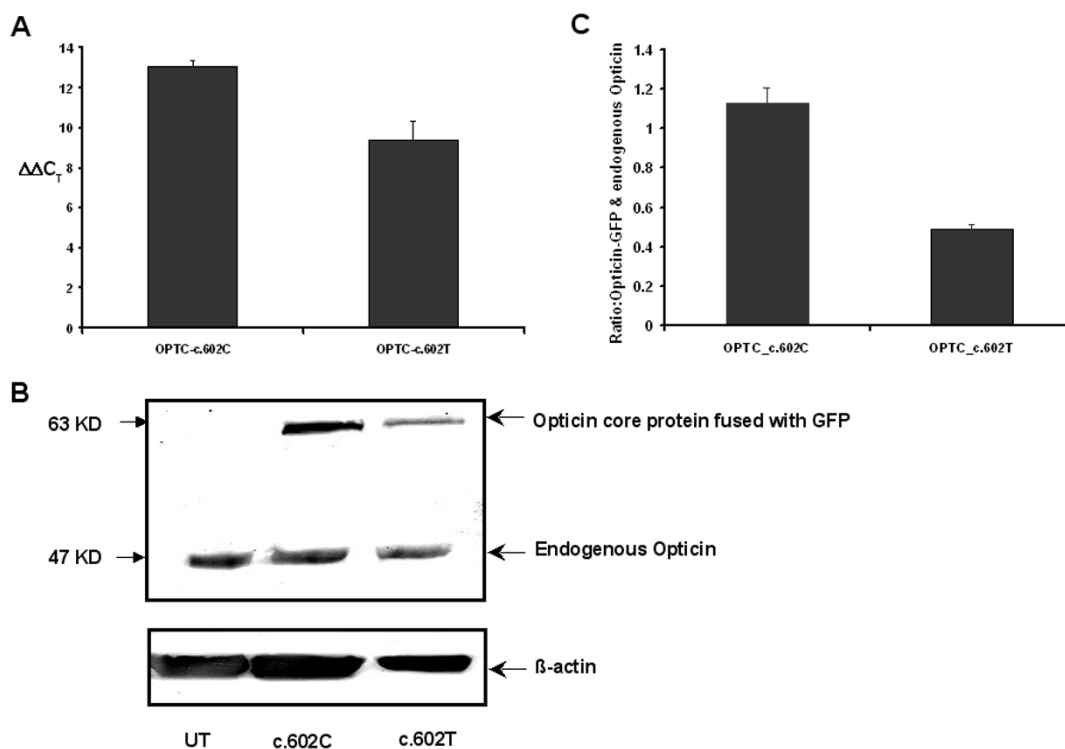 A
14
12
10
8
6
4
2
0
ΔΔCT
OPTC-c.602C
OPTC-c.602T
C
Ratio:Opticin-GFP & endogenous Opticin
1.4
1.2
1
0.8
0.6
0.4
0.2
0
OPTC_c.602C
OPTC_c.602T
B
63 KD
Opticin core protein fused with GFP
47 KD
Endogenous Opticin
ß-actin
UT
c.602C
c.602T